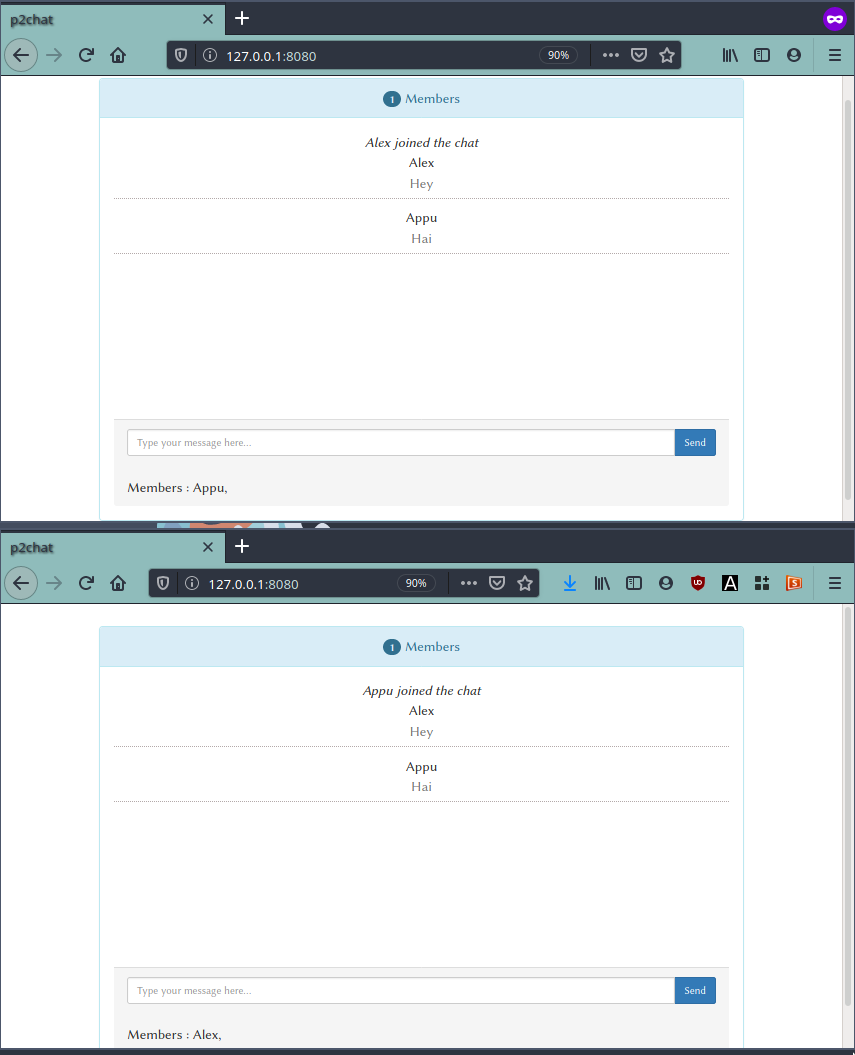 p2chat
127.0.0.1:8080
90%
1 Members
Alex joined the chat
Alex
Hey
Appu
Hai
Type your message here...
Send
Members : Appu,
p2chat
127.0.0.1:8080
90%
UD
A
S
1 Members
Appu joined the chat
Alex
Hey
Appu
Hai
Type your message here...
Send
Members : Alex,